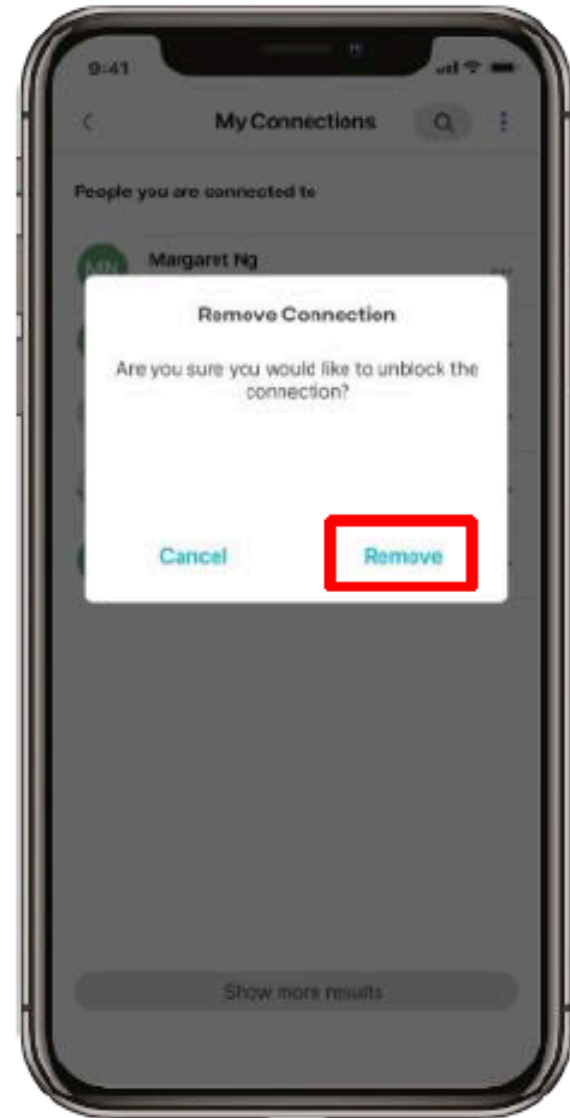 9:41
My Connections
People you are connected to
MN
Margaret Ng
Remove Connection
Are you sure you would like to unblock the
connection?
Cancel
Remove
Show more results